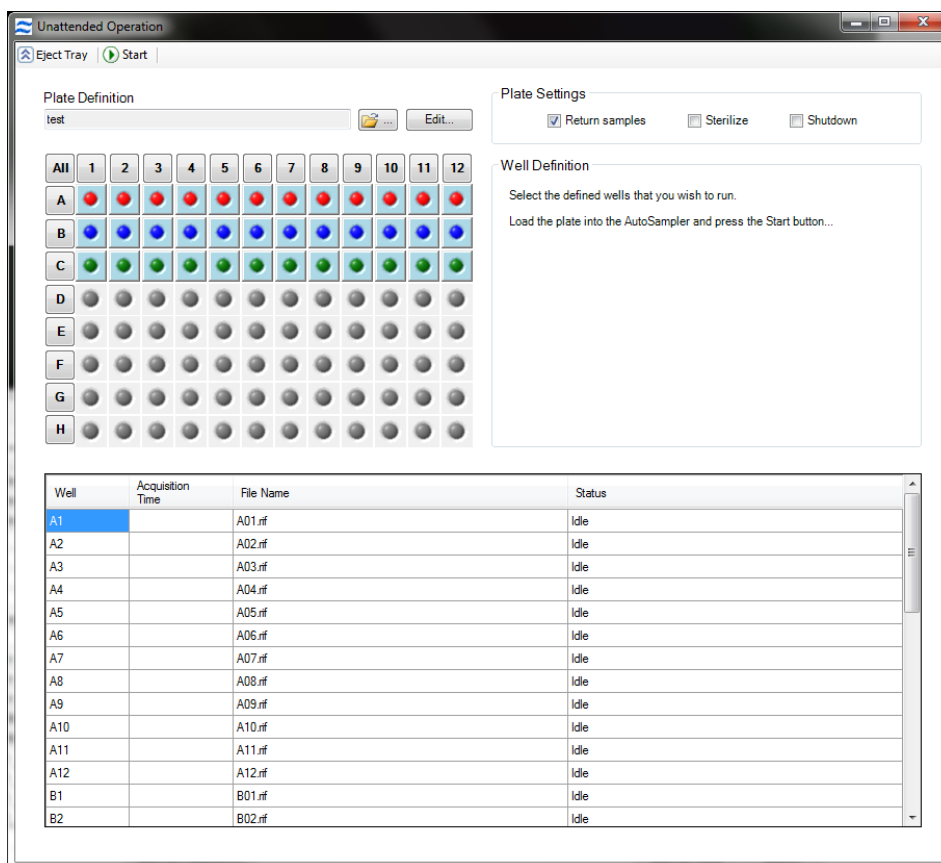 Unattended Operation
Eject Tray Start
Plate Definition
test ... Edit...
Plate Settings
Return samples Sterilize Shutdown
All 1 2 3 4 5 6 7 8 9 10 11 12
A
B
C
D
E
F
G
H
Well Definition
Select the defined wells that you wish to run.
Load the plate into the AutoSampler and press the Start button...
Well Acquisition Time File Name Status
A1 A01.rif Idle
A2 A02.rif Idle
A3 A03.rif Idle
A4 A04.rif Idle
A5 A05.rif Idle
A6 A06.rif Idle
A7 A07.rif Idle
A8 A08.rif Idle
A9 A09.rif Idle
A10 A10.rif Idle
A11 A11.rif Idle
A12 A12.rif Idle
B1 B01.rif Idle
B2 B02.rif Idle